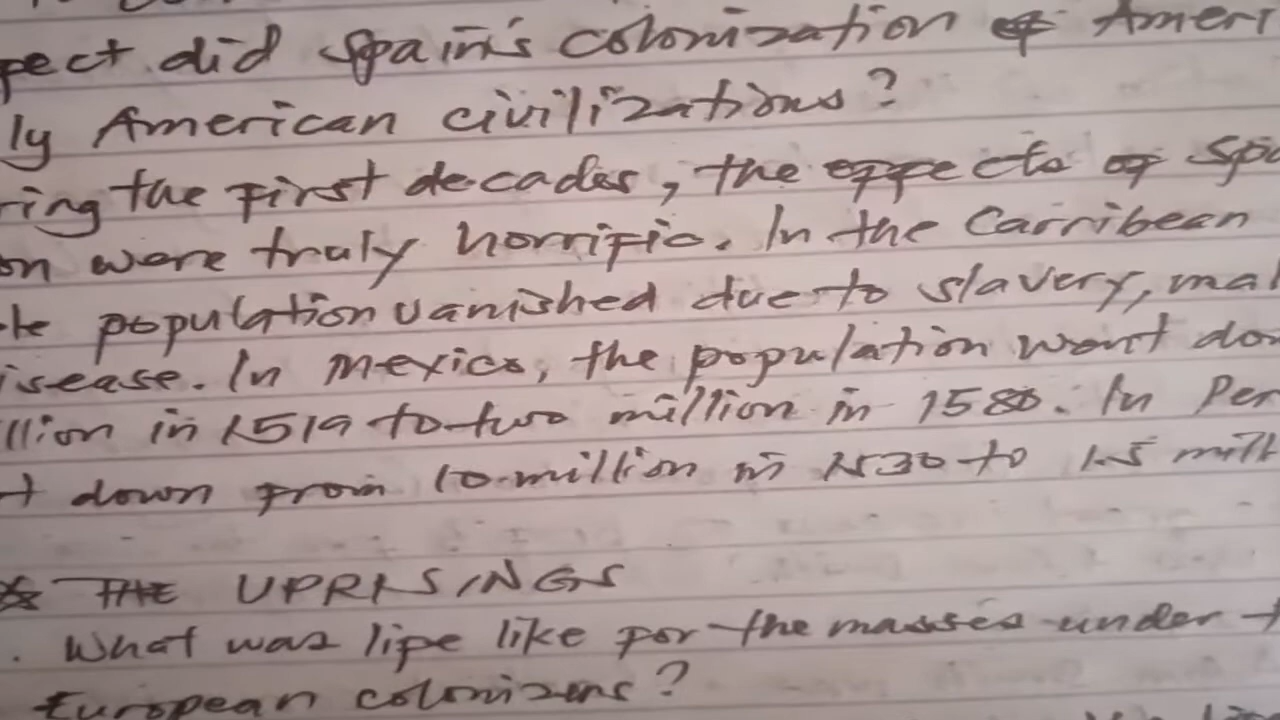 pect did Spain's colonization of Ameri
ly American civilizations?
ring the first decades, the effects of Spa
on were truly horrific. In the Carribean
le population vanished due to slavery, mal
isease. In Mexico, the population went dow
llion in 1519 to two million in 1580. In Per
t down from 10 million in 1530 to 1.5 mill
THE UPRISINGS
. What was life like for the masses under t
European colonizers?